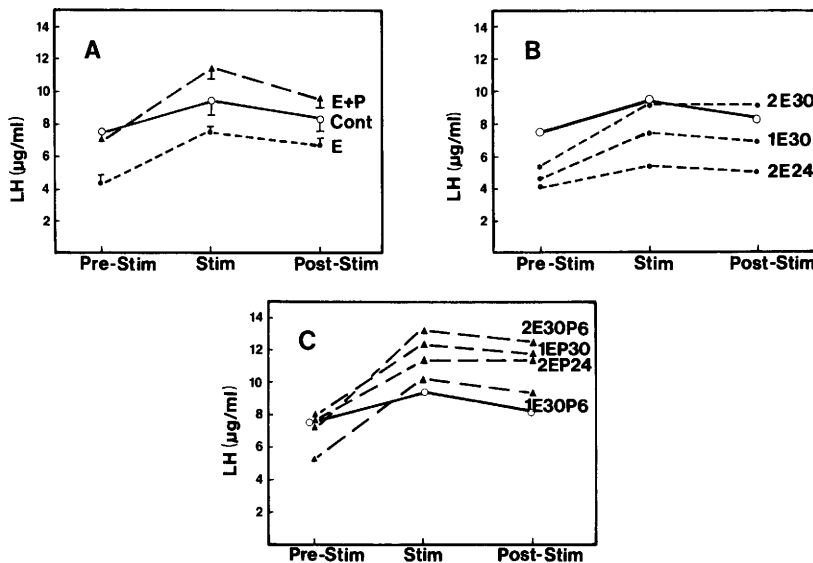 A
14
12
10
8
6
4
2
LH (µg/ml)
E+P
Cont
E
Pre-Stim Stim Post-Stim
B
14
12
10
8
6
4
2
LH (µg/ml)
2E30
1E30
2E24
Pre-Stim Stim Post-Stim
C
14
12
10
8
6
4
2
LH (µg/ml)
2E30P6
1EP30
2EP24
1E30P6
Pre-Stim Stim Post-Stim